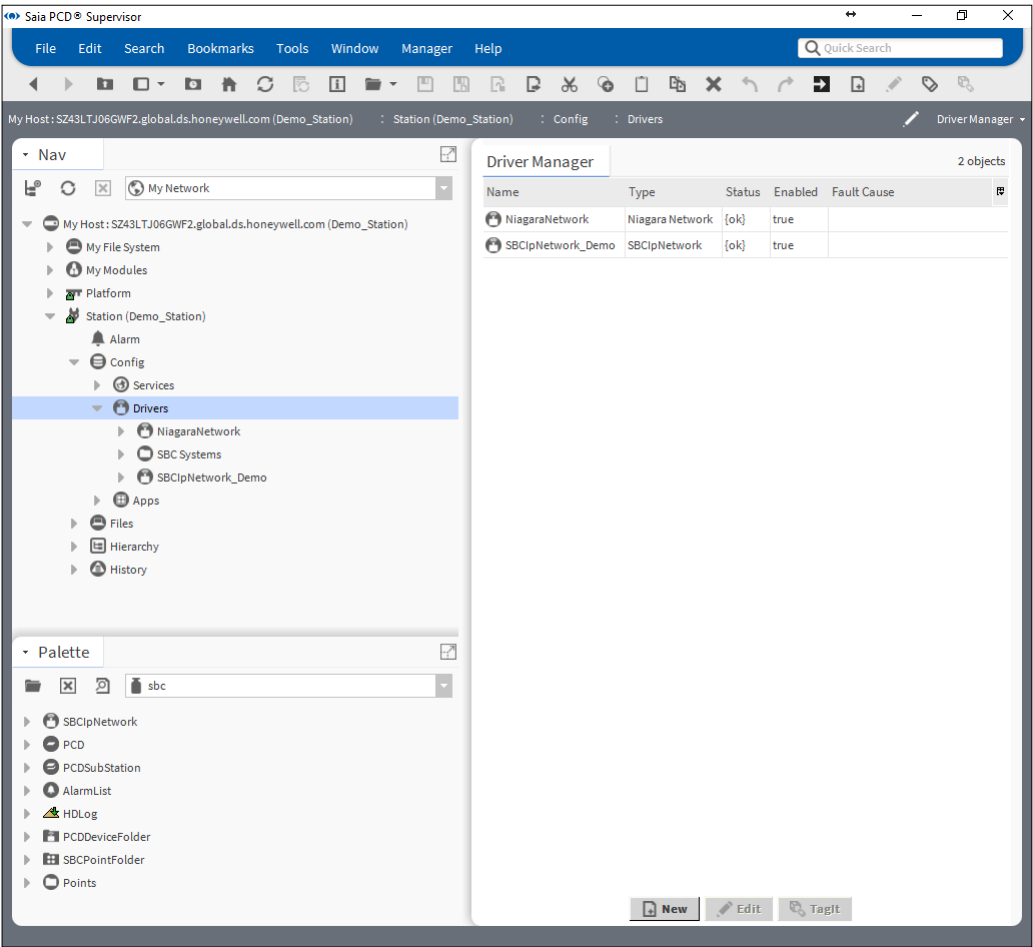 Saia PCD® Supervisor
File Edit Search Bookmarks Tools Window Manager Help Quick Search
My Host : SZ43LTJ06GWF2.global.ds.honeywell.com (Demo_Station) : Station (Demo_Station) : Config : Drivers Driver Manager
Nav
My Network
My Host : SZ43LTJ06GWF2.global.ds.honeywell.com (Demo_Station)
My File System
My Modules
Platform
Station (Demo_Station)
Alarm
Config
Services
Drivers
NiagaraNetwork
SBC Systems
SBCIpNetwork_Demo
Apps
Files
Hierarchy
History
Palette
sbc
SBCIpNetwork
PCD
PCDSubStation
AlarmList
HDLog
PCDDeviceFolder
SBCPointFolder
Points
Driver Manager 2 objects
Name Type Status Enabled Fault Cause
NiagaraNetwork Niagara Network {ok} true
SBCIpNetwork_Demo SBCIpNetwork {ok} true
New Edit TagIt